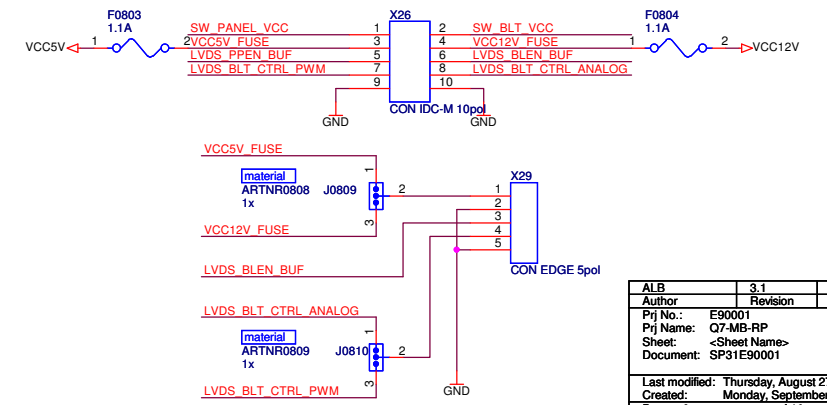 F0803 X26 F0804
1.1A 1.1A
SW_PANEL_VCC 1 2 SW_BLT_VCC
VCC5V 1 2 VCC5V_FUSE 3 4 VCC12V_FUSE 1 2 VCC12V
LVDS_PPEN_BUF 5 6 LVDS_BLEN_BUF
LVDS_BLT_CTRL_PWM 7 8 LVDS_BLT_CTRL_ANALOG
9 10
CON IDC-M 10pol
GND GND
VCC5V_FUSE
X29
material 1
ARTNR0808 J0809 2 1
1x 2
3 3
VCC12V_FUSE 4
5
LVDS_BLEN_BUF CON EDGE 5pol
LVDS_BLT_CTRL_ANALOG
material 1
ARTNR0809 J0810 2
1x
3
LVDS_BLT_CTRL_PWM GND
ALB 3.1
Author Revision
Prj No.: E90001
Prj Name: Q7-MB-RP
Sheet: <Sheet Name>
Document: SP31E90001
Last modified: Thursday, August 27
Created: Monday, September